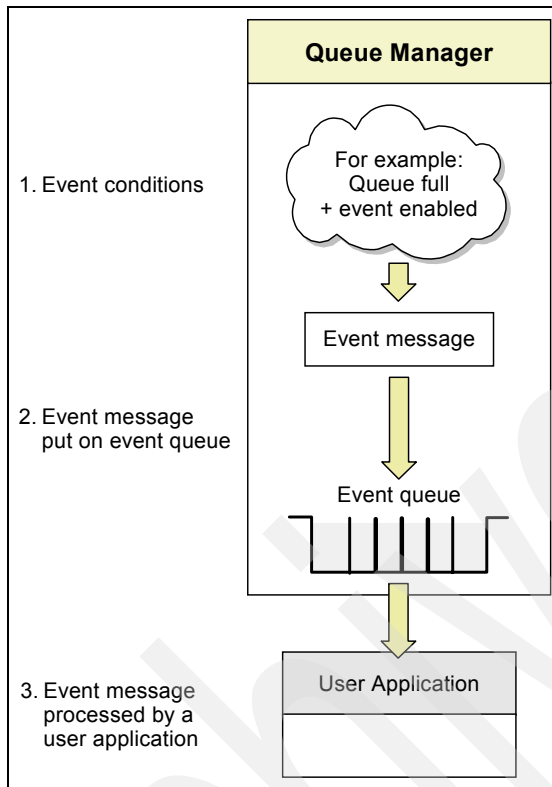 Queue Manager
1. Event conditions
For example:
Queue full
+ event enabled
Event message
2. Event message
put on event queue
Event queue
3. Event message
processed by a
user application
User Application